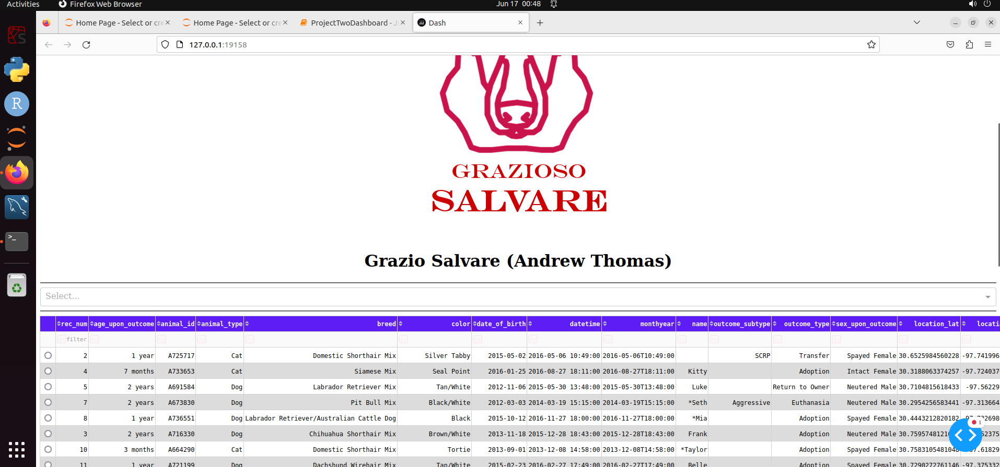 Activities Firefox Web Browser Jun 17 00:48
Home Page - Select or cre Home Page - Select or cre ProjectTwoDashboard - J Dash
127.0.0.1:19158
GRAZIOSO
SALVARE
Grazio Salvare (Andrew Thomas)
Select...
rec_num age_upon_outcome animal_id animal_type breed color date_of_birth datetime monthyear name outcome_subtype outcome_type sex_upon_outcome location_lat locati
filter
2 1 year A725717 Cat Domestic Shorthair Mix Silver Tabby 2015-05-02 2016-05-06 10:49:00 2016-05-06T10:49:00 SCRP Transfer Spayed Female 30.6525984560228 -97.7419963
4 7 months A733653 Cat Siamese Mix Seal Point 2016-01-25 2016-08-27 18:11:00 2016-08-27T18:11:00 Kitty Adoption Intact Female 30.3188063374257 -97.724037
5 2 years A691584 Dog Labrador Retriever Mix Tan/White 2012-11-06 2015-05-30 13:48:00 2015-05-30T13:48:00 Luke Return to Owner Neutered Male 30.7104815618433 -97.56229
7 2 years A673830 Dog Pit Bull Mix Black/White 2012-03-03 2014-03-19 15:15:00 2014-03-19T15:15:00 *Seth Aggressive Euthanasia Neutered Male 30.2954256583441 -97.313664
8 1 year A736551 Dog Labrador Retriever/Australian Cattle Dog Black 2015-10-12 2016-11-27 18:00:00 2016-11-27T18:00:00 *Mia Adoption Spayed Female 30.4443212820182
1
3 2 years A716330 Dog Chihuahua Shorthair Mix Brown/White 2013-11-18 2015-12-28 18:43:00 2015-12-28T18:43:00 Frank Adoption Neutered Male
10 3 months A664290 Cat Domestic Shorthair Mix Tortie 2013-09-01 2013-12-08 14:58:00 2013-12-08T14:58:00 *Taylor Adoption Spayed Female 30.7583105481048
11 1 year A721199 Dog Dachshund Wirehair Mix Tan/White 2015-02-23 2016-02-27 17:49:00 2016-02-27T17:49:00 Belle Adoption Spayed Female 30.7290272761146 -97.375332